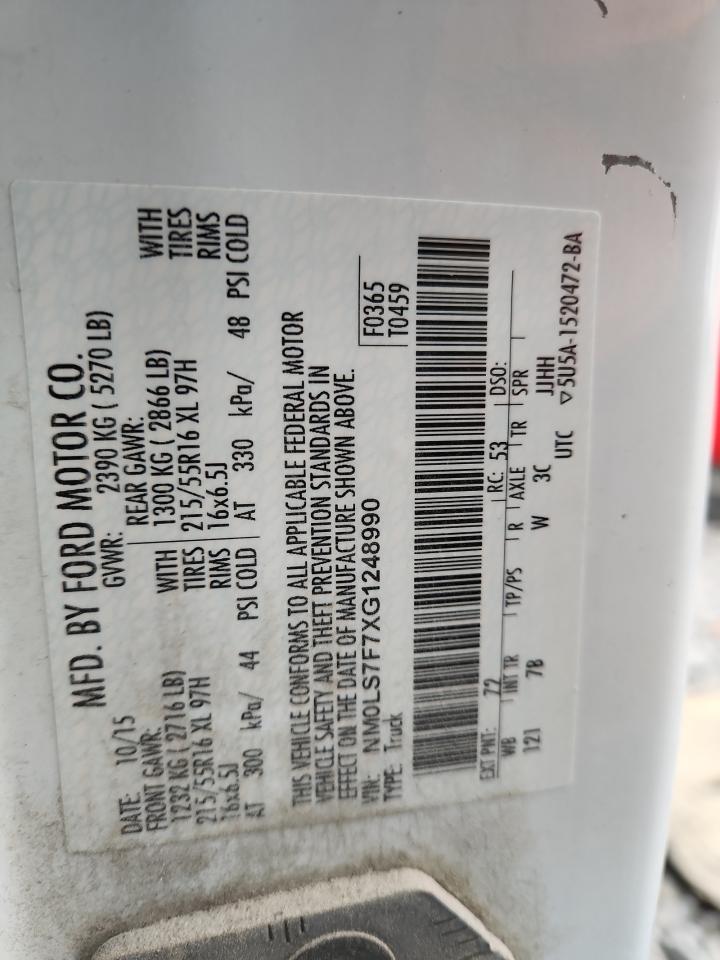 MFD. BY FORD MOTOR CO.
DATE: 10/15 GVWR: 2390 KG ( 5270 LB)
FRONT GAWR: REAR GAWR:
1232 KG ( 2716 LB) WITH 1300 KG ( 2866 LB) WITH
215/55R16 XL 97H TIRES 215/55R16 XL 97H TIRES
16x6.5J RIMS 16x6.5J RIMS
AT 300 kPa/ 44 PSI COLD AT 330 kPa/ 48 PSI COLD
THIS VEHICLE CONFORMS TO ALL APPLICABLE FEDERAL MOTOR
VEHICLE SAFETY AND THEFT PREVENTION STANDARDS IN
EFFECT ON THE DATE OF MANUFACTURE SHOWN ABOVE.
F0365
VIN: NM0LS7F7XG1248990
TYPE: Truck T0459
EXT PNT: 72 RC: 53 DSO:
WB INT TR TP/PS R AXLE TR SPR
121 7B W 3C JJHH
UTC ▽5U5A-1520472-BA